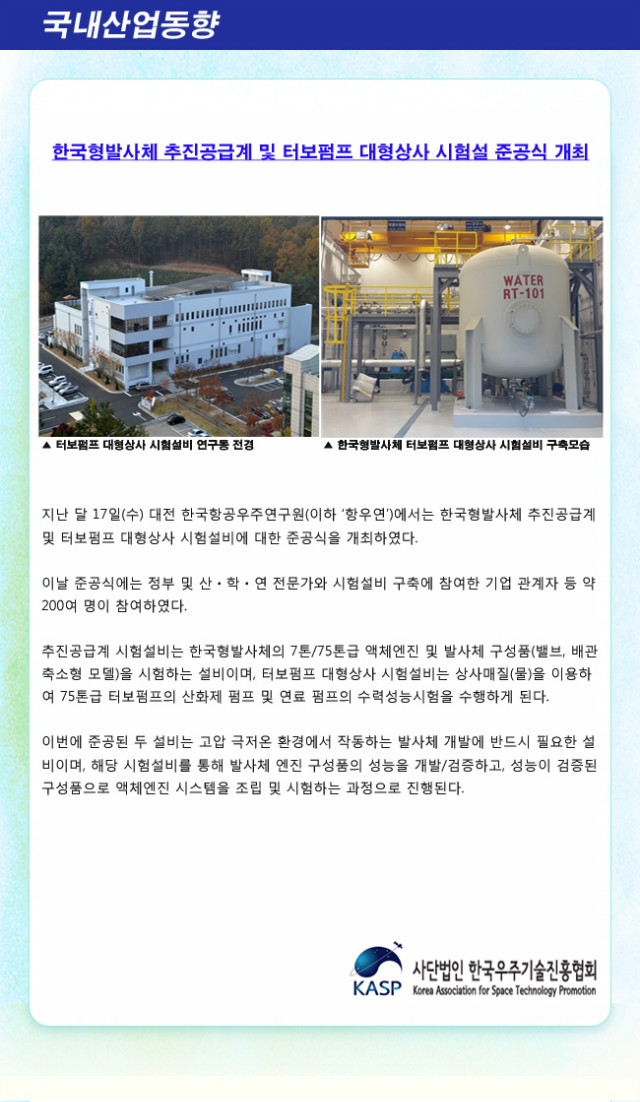 국내산업동향
한국형발사체 추진공급계 및 터보펌프 대형상사 시험설 준공식 개최
WATER
RT-101
▲ 터보펌프 대형상사 시험설비 연구동 전경
▲ 한국형발사체 터보펌프 대형상사 시험설비 구축모습
지난 달 17일(수) 대전 한국항공우주연구원(이하 ‘항우연’)에서는 한국형발사체 추진공급계
및 터보펌프 대형상사 시험설비에 대한 준공식을 개최하였다.
이날 준공식에는 정부 및 산・학・연 전문가와 시험설비 구축에 참여한 기업 관계자 등 약
200여 명이 참여하였다.
추진공급계 시험설비는 한국형발사체의 7톤/75톤급 액체엔진 및 발사체 구성품(밸브, 배관
축소형 모델)을 시험하는 설비이며, 터보펌프 대형상사 시험설비는 상사매질(물)을 이용하
여 75톤급 터보펌프의 산화제 펌프 및 연료 펌프의 수력성능시험을 수행하게 된다.
이번에 준공된 두 설비는 고압 극저온 환경에서 작동하는 발사체 개발에 반드시 필요한 설
비이며, 해당 시험설비를 통해 발사체 엔진 구성품의 성능을 개발/검증하고, 성능이 검증된
구성품으로 액체엔진 시스템을 조립 및 시험하는 과정으로 진행된다.
KASP
사단법인 한국우주기술진흥협회
Korea Association for Space Technology Promotion